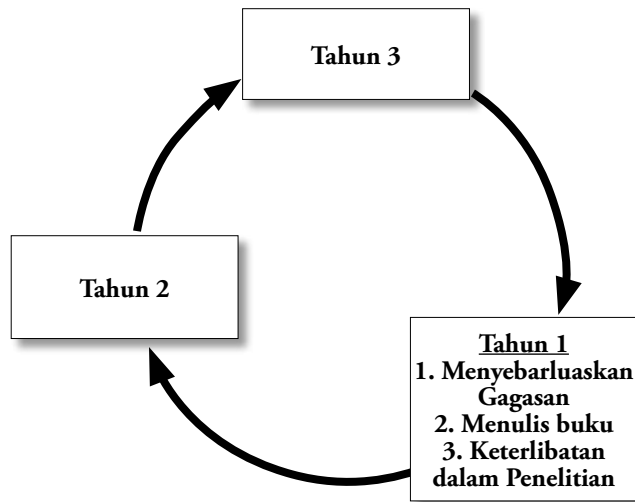 Tahun 3
Tahun 2
Tahun 1
1. Menyebarluaskan
Gagasan
2. Menulis buku
3. Keterlibatan
dalam Penelitian